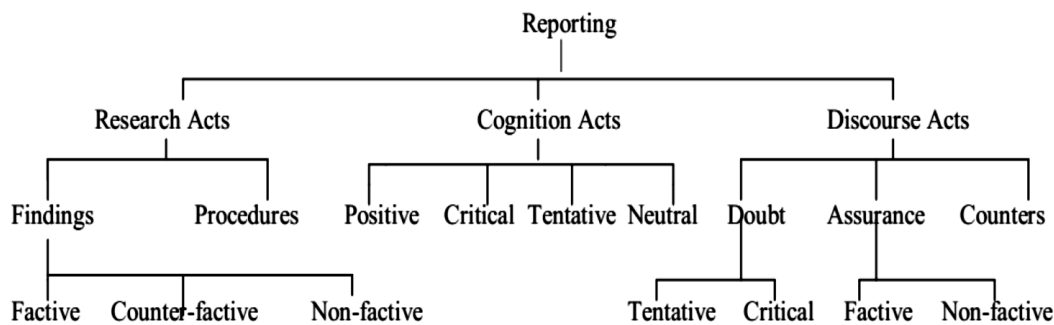 Reporting
Research Acts Cognition Acts Discourse Acts
Findings Procedures Positive Critical Tentative Neutral Doubt Assurance Counters
Factive Counter-factive Non-factive Tentative Critical Factive Non-factive